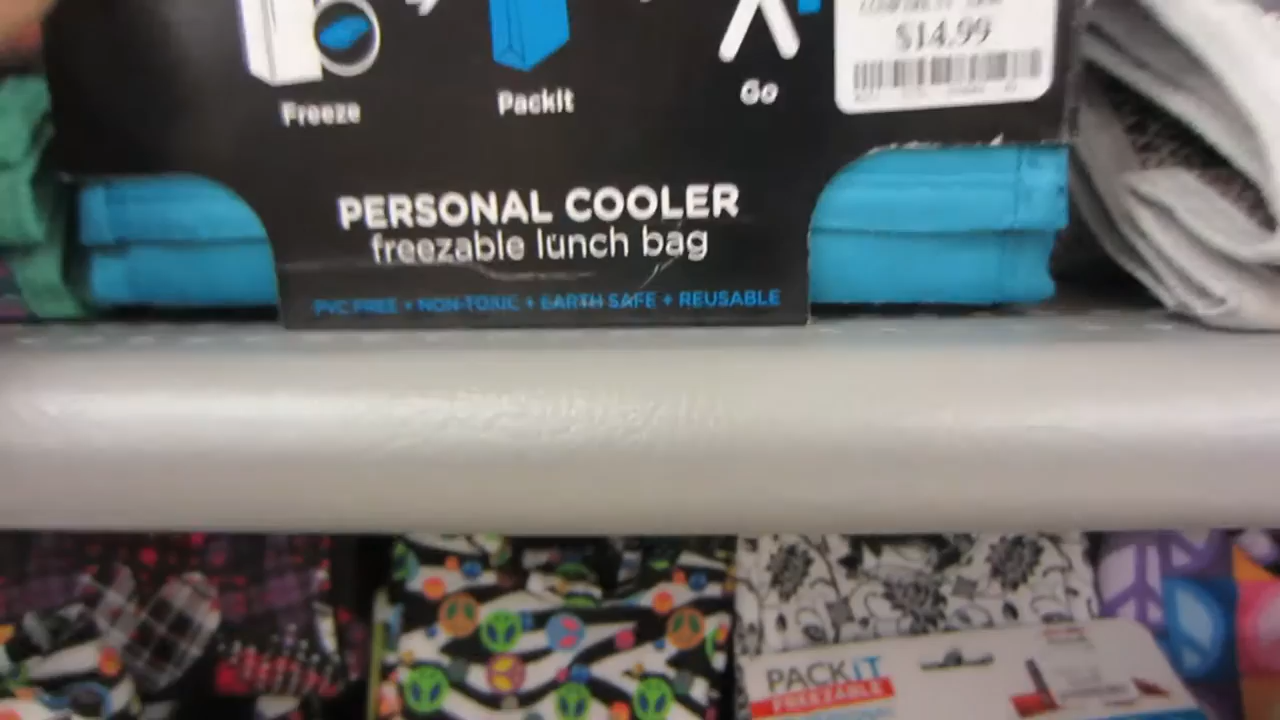 $14.99
Freeze
PackIt
Go
PERSONAL COOLER
freezable lunch bag
PVC FREE + NON-TOXIC + EARTH SAFE + REUSABLE
PACKIT
FREEZABLE